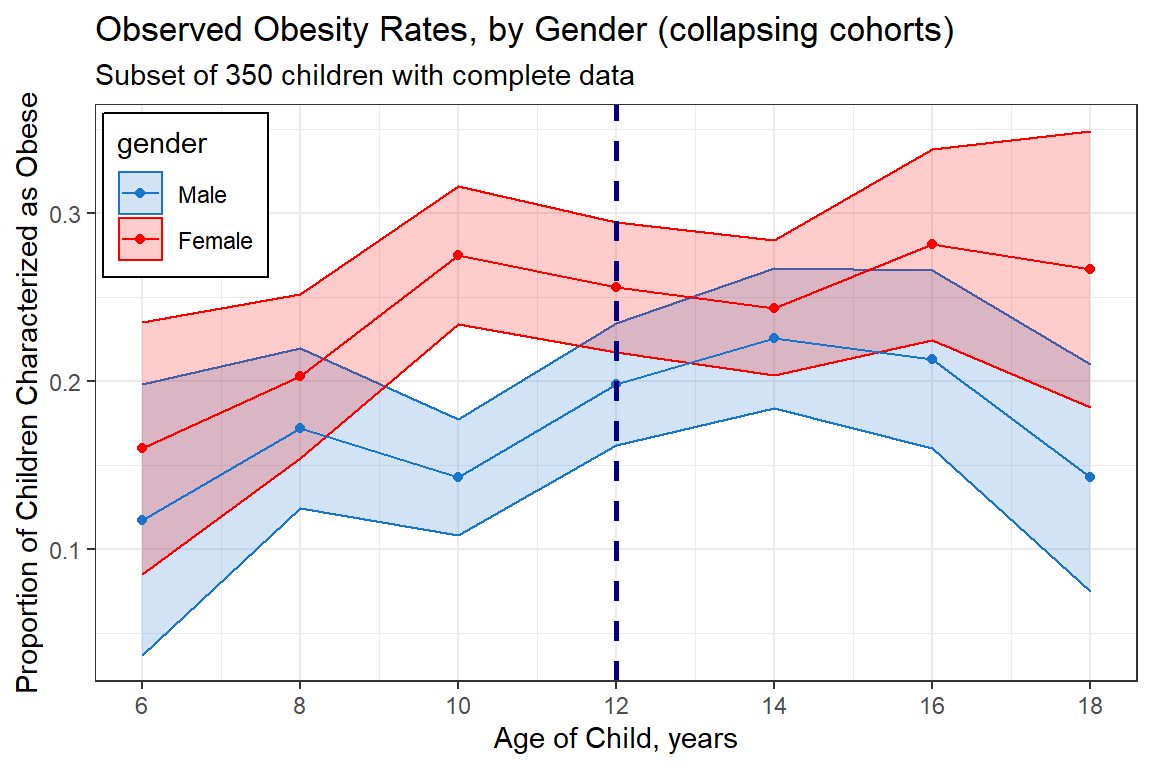 Observed Obesity Rates, by Gender (collapsing cohorts)
Subset of 350 children with complete data
Proportion of Children Characterized as Obese
gender
Male
Female
0.3
0.2
0.1
6 8 10 12 14 16 18
Age of Child, years